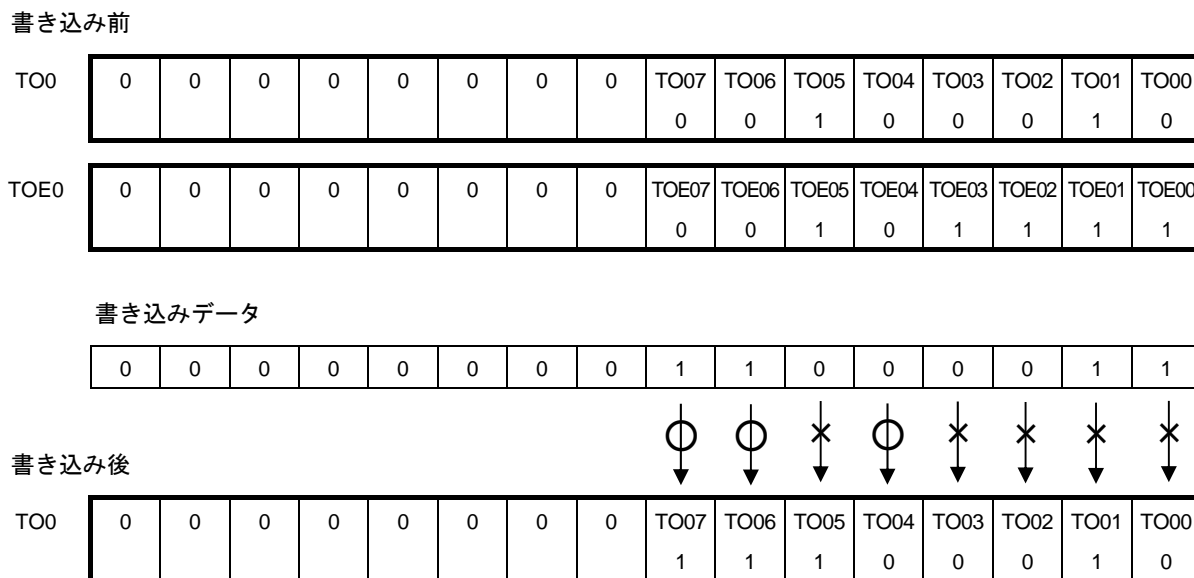 書き込み前
TO0 0 0 0 0 0 0 0 0 TO07 TO06 TO05 TO04 TO03 TO02 TO01 TO00
0 0 1 0 0 0 1 0
TOE0 0 0 0 0 0 0 0 0 TOE07 TOE06 TOE05 TOE04 TOE03 TOE02 TOE01 TOE00
0 0 1 0 1 1 1 1
書き込みデータ
0 0 0 0 0 0 0 0 1 1 0 0 0 0 1 1
書き込み後
TO0 0 0 0 0 0 0 0 0 TO07 TO06 TO05 TO04 TO03 TO02 TO01 TO00
1 1 1 0 0 0 1 0